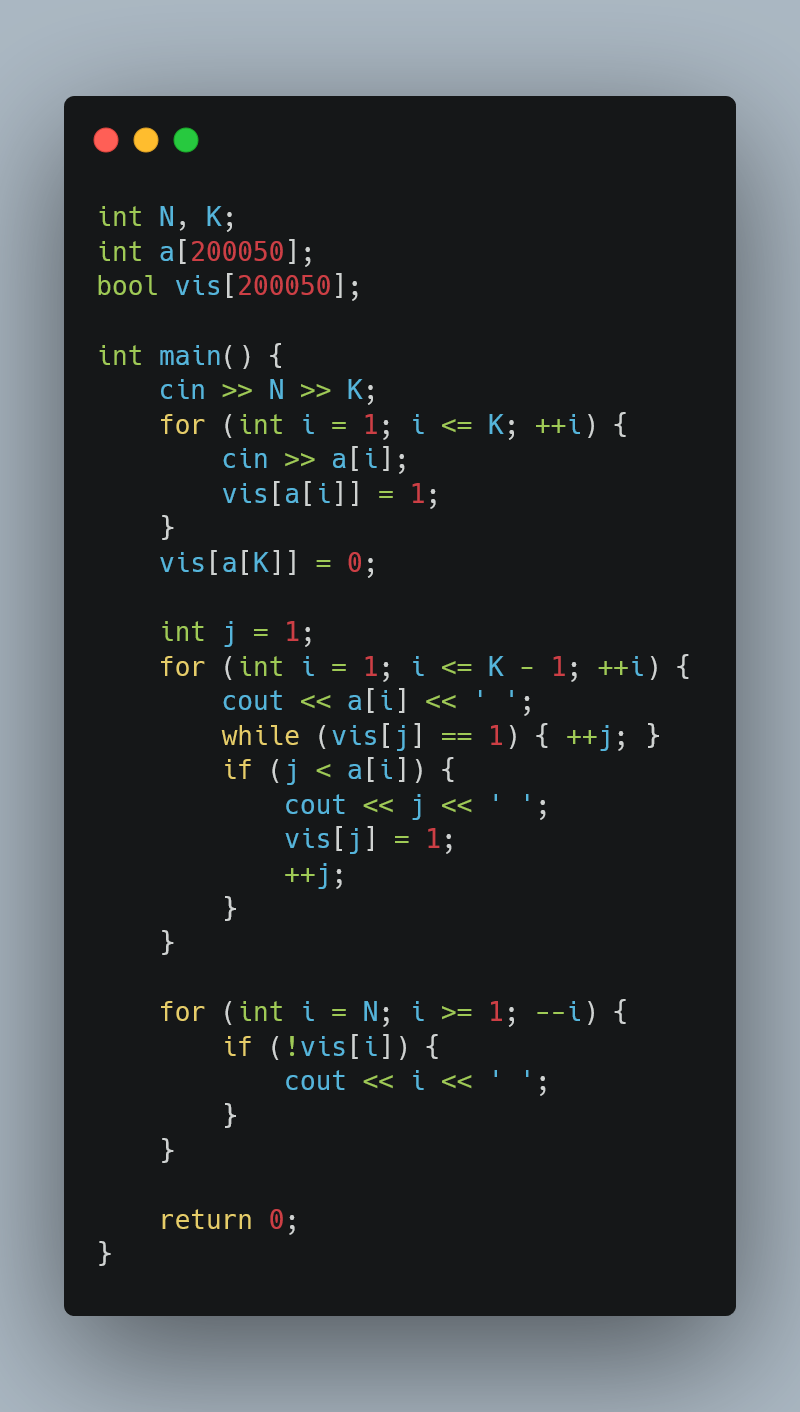 int N, K;
int a[200050];
bool vis[200050];

int main() {
    cin >> N >> K;
    for (int i = 1; i <= K; ++i) {
        cin >> a[i];
        vis[a[i]] = 1;
    }
    vis[a[K]] = 0;

    int j = 1;
    for (int i = 1; i <= K - 1; ++i) {
        cout << a[i] << ' ';
        while (vis[j] == 1) { ++j; }
        if (j < a[i]) {
            cout << j << ' ';
            vis[j] = 1;
            ++j;
        }
    }

    for (int i = N; i >= 1; --i) {
        if (!vis[i]) {
            cout << i << ' ';
        }
    }

    return 0;
}